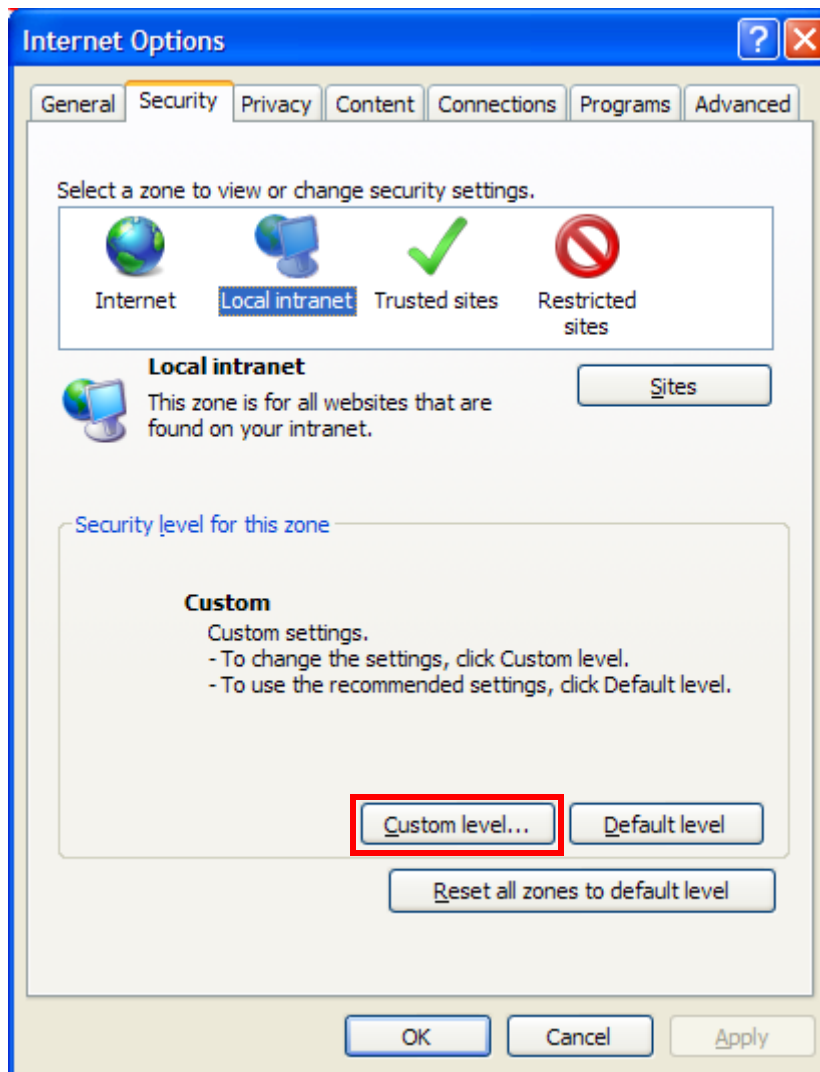 Internet Options
?
General Security Privacy Content Connections Programs Advanced
Select a zone to view or change security settings.
Internet Local intranet Trusted sites Restricted
sites
Local intranet
This zone is for all websites that are
found on your intranet.
Sites
Security level for this zone
Custom
Custom settings.
- To change the settings, click Custom level.
- To use the recommended settings, click Default level.
Custom level... Default level
Reset all zones to default level
OK Cancel Apply